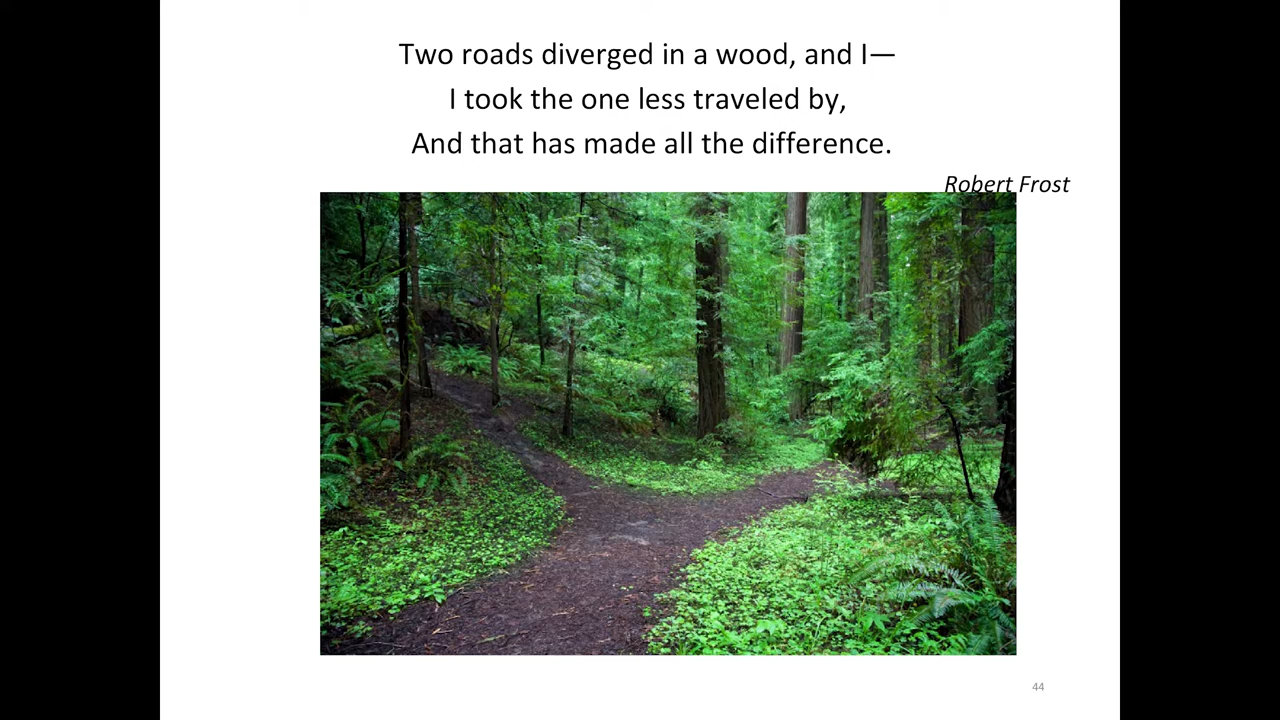 Two roads diverged in a wood, and I—
I took the one less traveled by,
And that has made all the difference.
Robert Frost
44